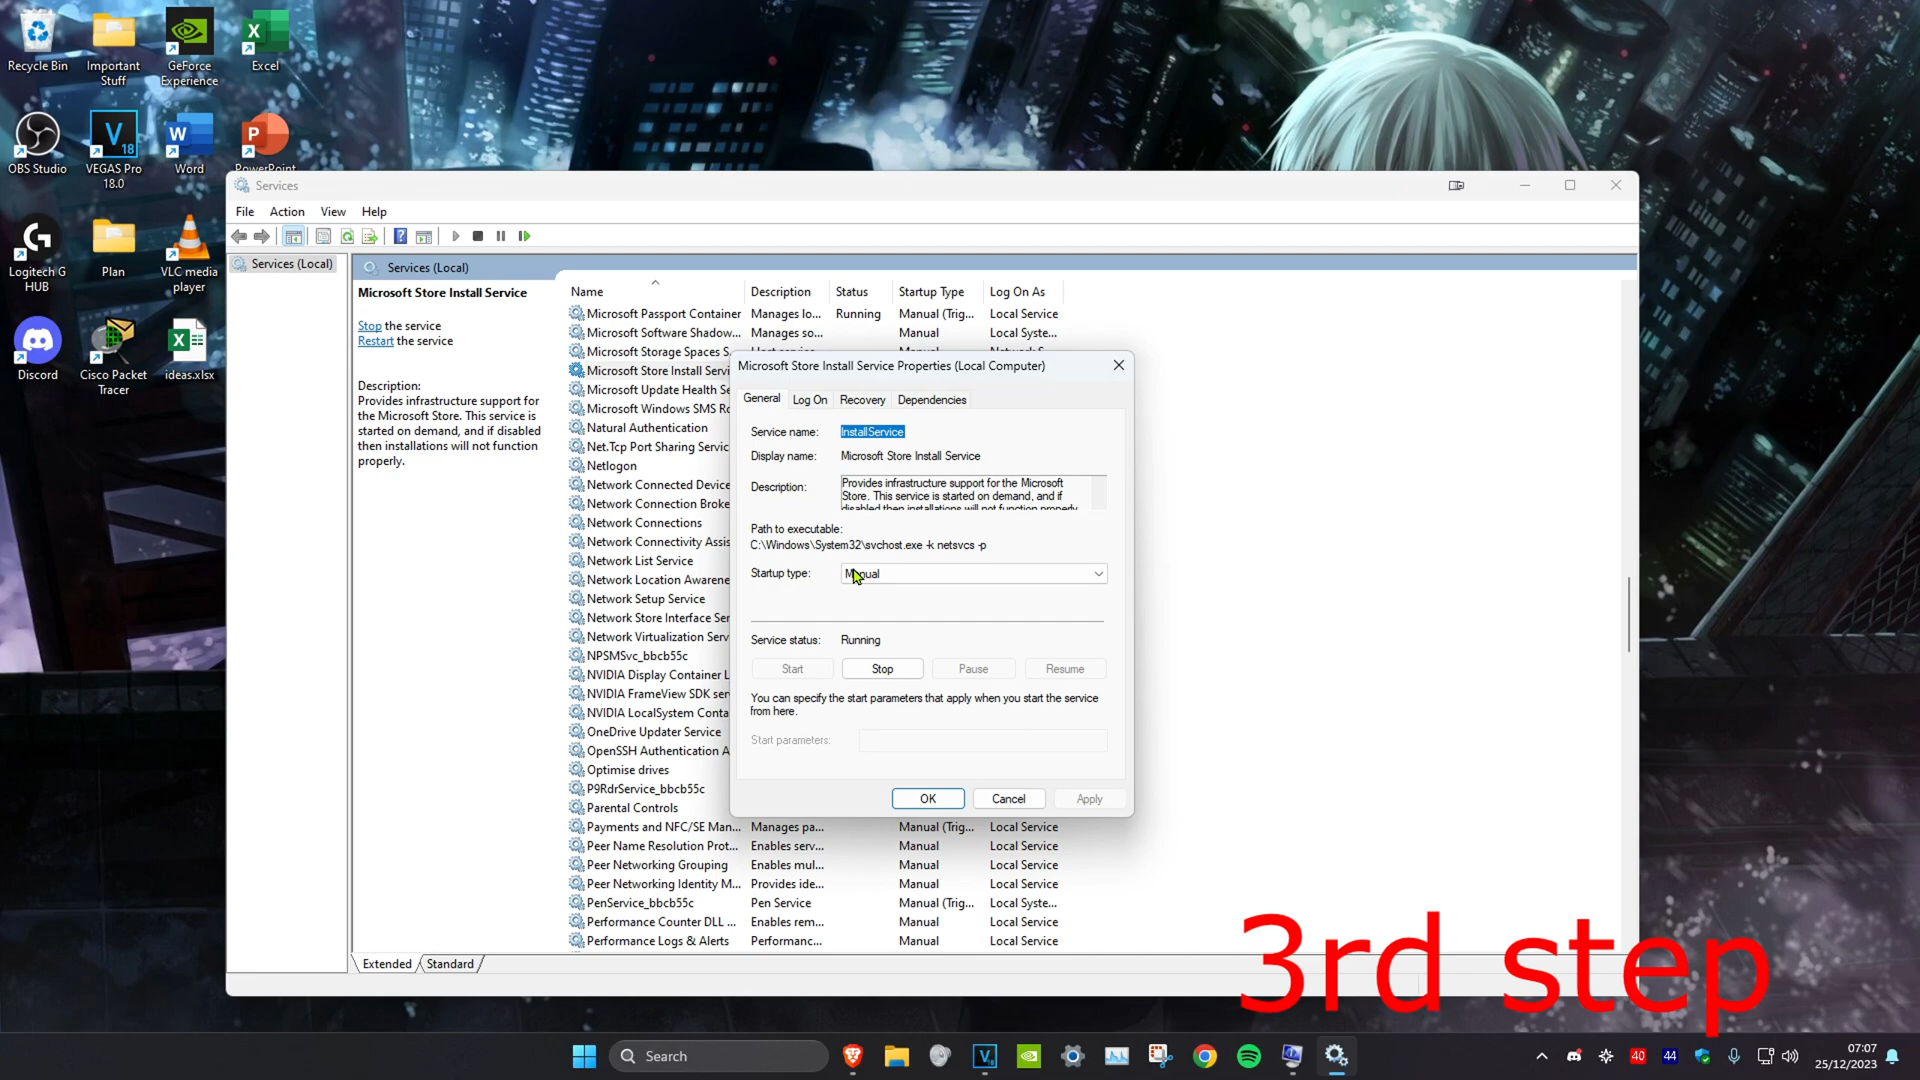 Recycle Bin
Important
Stuff
GeForce
Experience
Excel
OBS Studio
VEGAS Pro
18.0
Word
PowerPoint
Logitech G
HUB
Plan
VLC media
player
Discord
Cisco Packet
Tracer
ideas.xlsx
Services
File Action View Help
Services (Local)
Services (Local)
Microsoft Store Install Service
Stop the service
Restart the service
Description:
Provides infrastructure support for
the Microsoft Store. This service is
started on demand, and if disabled
then installations will not function
properly.
Name Description Status Startup Type Log On As
Microsoft Passport Container Manages lo... Running Manual (Trig... Local Service
Microsoft Software Shadow... Manages so... Manual Local Syste...
Microsoft Storage Spaces S
Microsoft Store Install Servi
Microsoft Update Health Se
Microsoft Windows SMS Ro
Natural Authentication
Net.Tcp Port Sharing Servic
Netlogon
Network Connected Device
Network Connection Broke
Network Connections
Network Connectivity Assis
Network List Service
Network Location Awarene
Network Setup Service
Network Store Interface Ser
Network Virtualization Serv
NPSMSvc_bbcb55c
NVIDIA Display Container L
NVIDIA FrameView SDK ser
NVIDIA LocalSystem Conta
OneDrive Updater Service
OpenSSH Authentication A
Optimise drives
P9RdrService_bbcb55c
Parental Controls
Payments and NFC/SE Man... Manages pa... Manual (Trig... Local Service
Peer Name Resolution Prot... Enables serv... Manual Local Service
Peer Networking Grouping Enables mul... Manual Local Service
Peer Networking Identity M... Provides ide... Manual Local Service
PenService_bbcb55c Pen Service Manual (Trig... Local Syste...
Performance Counter DLL ... Enables rem... Manual Local Service
Performance Logs & Alerts Performanc... Manual Local Service
Extended Standard
Microsoft Store Install Service Properties (Local Computer)
General Log On Recovery Dependencies
Service name: InstallService
Display name: Microsoft Store Install Service
Description: Provides infrastructure support for the Microsoft
Store. This service is started on demand, and if
disabled then installations will not function properly.
Path to executable:
C:\Windows\System32\svchost.exe -k netsvcs -p
Startup type: Manual
Service status: Running
Start Stop Pause Resume
You can specify the start parameters that apply when you start the service
from here.
Start parameters:
OK Cancel Apply
3rd step
Search
40
44
07:07
25/12/2023